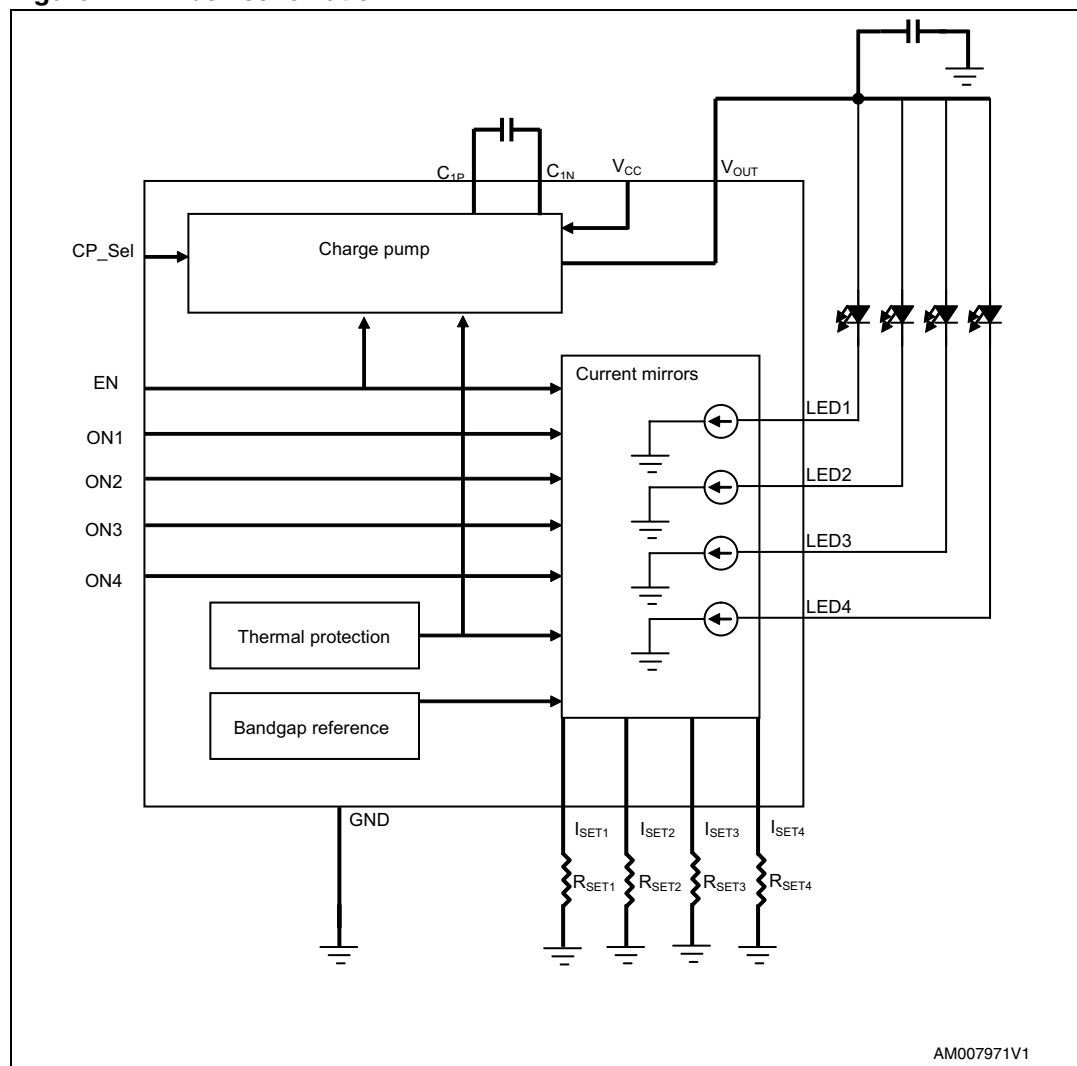 C1P
C1N
VCC
VOUT
CP_Sel
Charge pump
EN
Current mirrors
LED1
ON1
LED2
ON2
ON3
LED3
ON4
LED4
Thermal protection
Bandgap reference
GND
ISET1
ISET2
ISET3
ISET4
RSET1
RSET2
RSET3
RSET4
AM007971V1